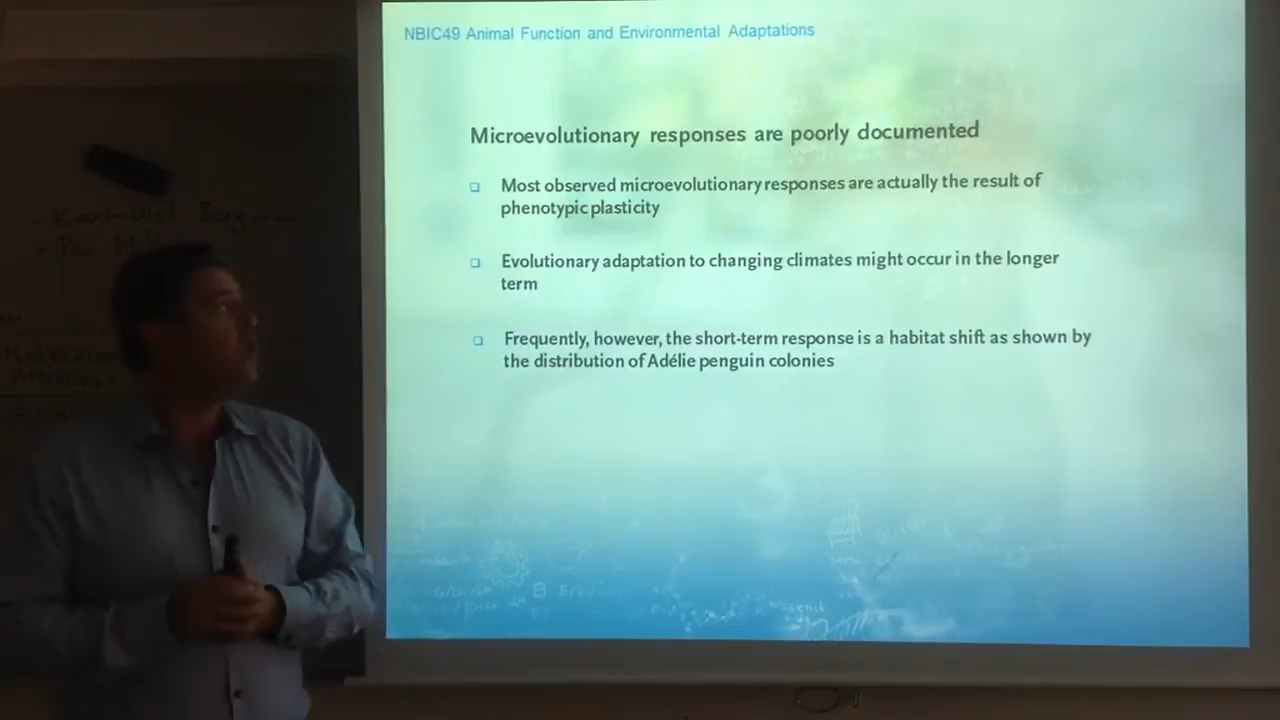 NBIC49 Animal Function and Environmental Adaptations
Microevolutionary responses are poorly documented
Most observed microevolutionary responses are actually the result of
phenotypic plasticity
Evolutionary adaptation to changing climates might occur in the longer
term
Frequently, however, the short-term response is a habitat shift as shown by
the distribution of Adélie penguin colonies